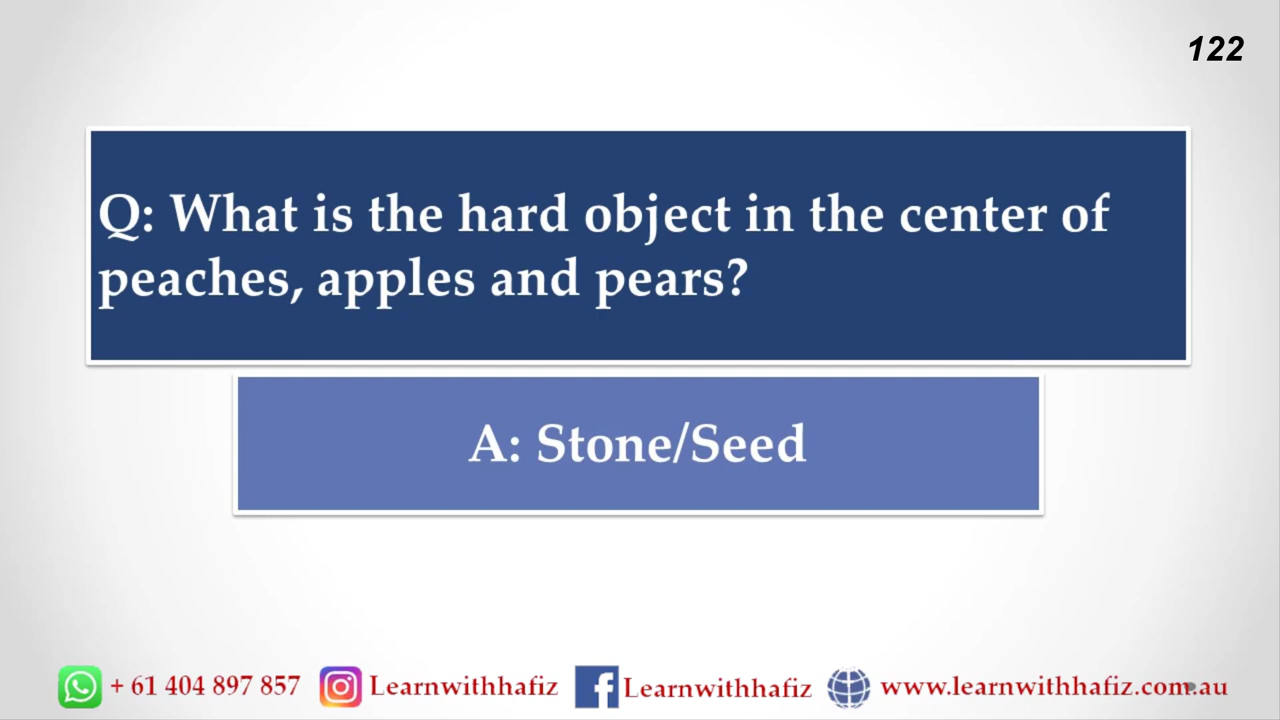 122
Q: What is the hard object in the center of
peaches, apples and pears?
A: Stone/Seed
+ 61 404 897 857 Learnwithhafiz Learnwithhafiz www.learnwithhafiz.com.au